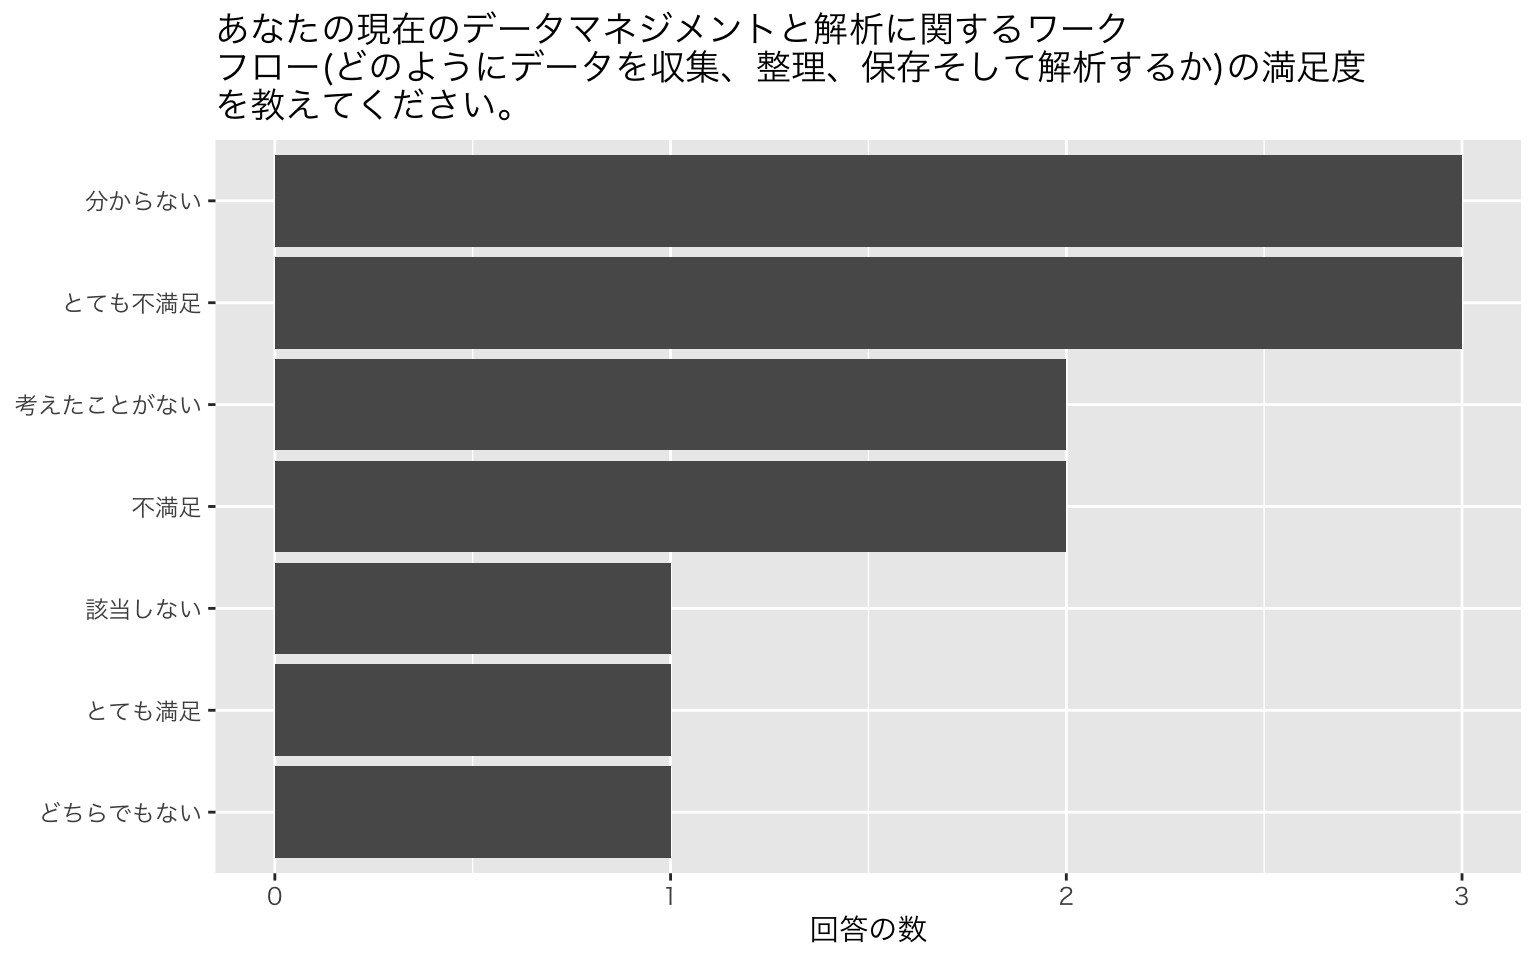 あなたの現在のデータマネジメントと解析に関するワーク
フロー(どのようにデータを収集、整理、保存そして解析するか)の満足度
を教えてください。
分からない
とても不満足
考えたことがない
不満足
該当しない
とても満足
どちらでもない
0 1 2 3
回答の数